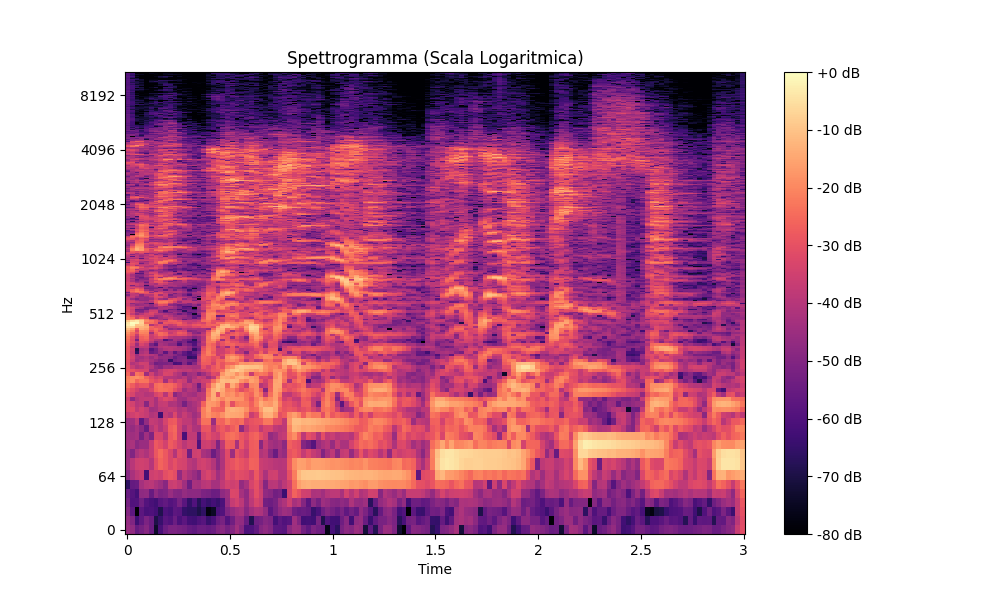 Spettrogramma (Scala Logaritmica)
+0 dB
8192
-10 dB
4096
-20 dB
2048
-30 dB
1024
-40 dB
Hz
512
-50 dB
256
-60 dB
128
-70 dB
64
0
-80 dB
0 0.5 1 1.5 2 2.5 3
Time